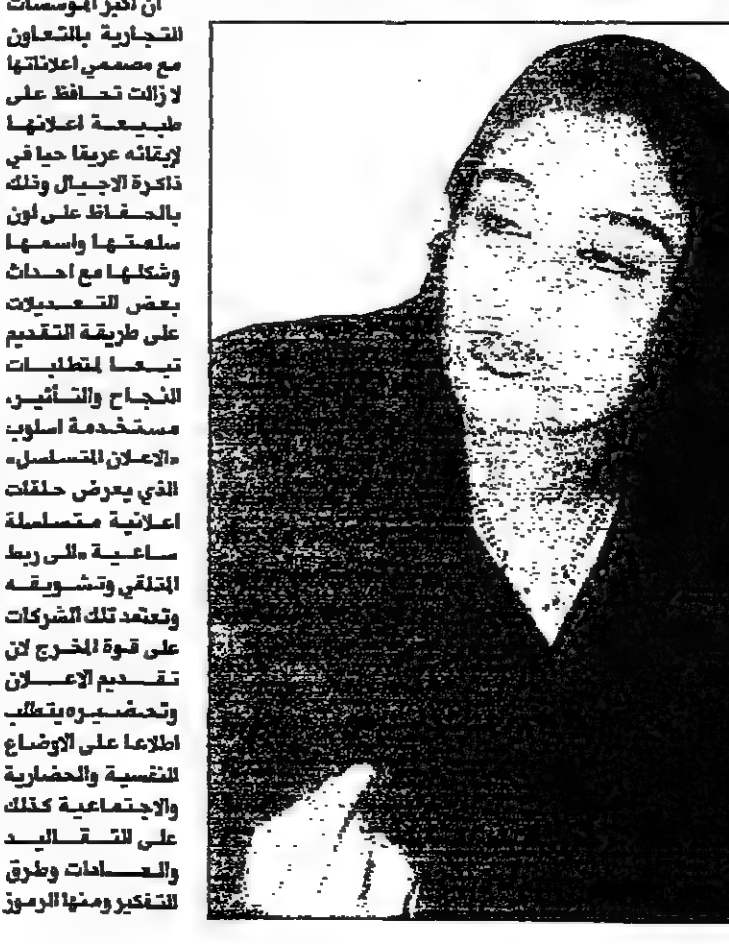 ان اكبر المؤسسات
التجارية بالتعاون
مع مصممي اعلاناتها
لا زالت تحافظ على
طبيعة اعلانها
لإبقائه عريقا حيا في
ذاكرة الاجيال وذلك
بالحفاظ على لون
سلعتها واسمها
وشكلها مع احداث
بعض التعديلات
على طريقة التقديم
تبعا لمتطلبات
النجاح والتأثير،
مستخدمة اسلوب
«الاعلان المتسلسل»
الذي يعرض حلقات
اعلانية متسلسلة
ساعية الى ربط
المتلقي وتشويقه
وتعتمد تلك الشركات
على قوة المخرج لان
تقديم الاعلان
وتحضيره يتطلب
اطلاعا على الاوضاع
النفسية والحضارية
والاجتماعية كذلك
على التقاليد
والعادات وطرق
التفكير ومنها الرموز